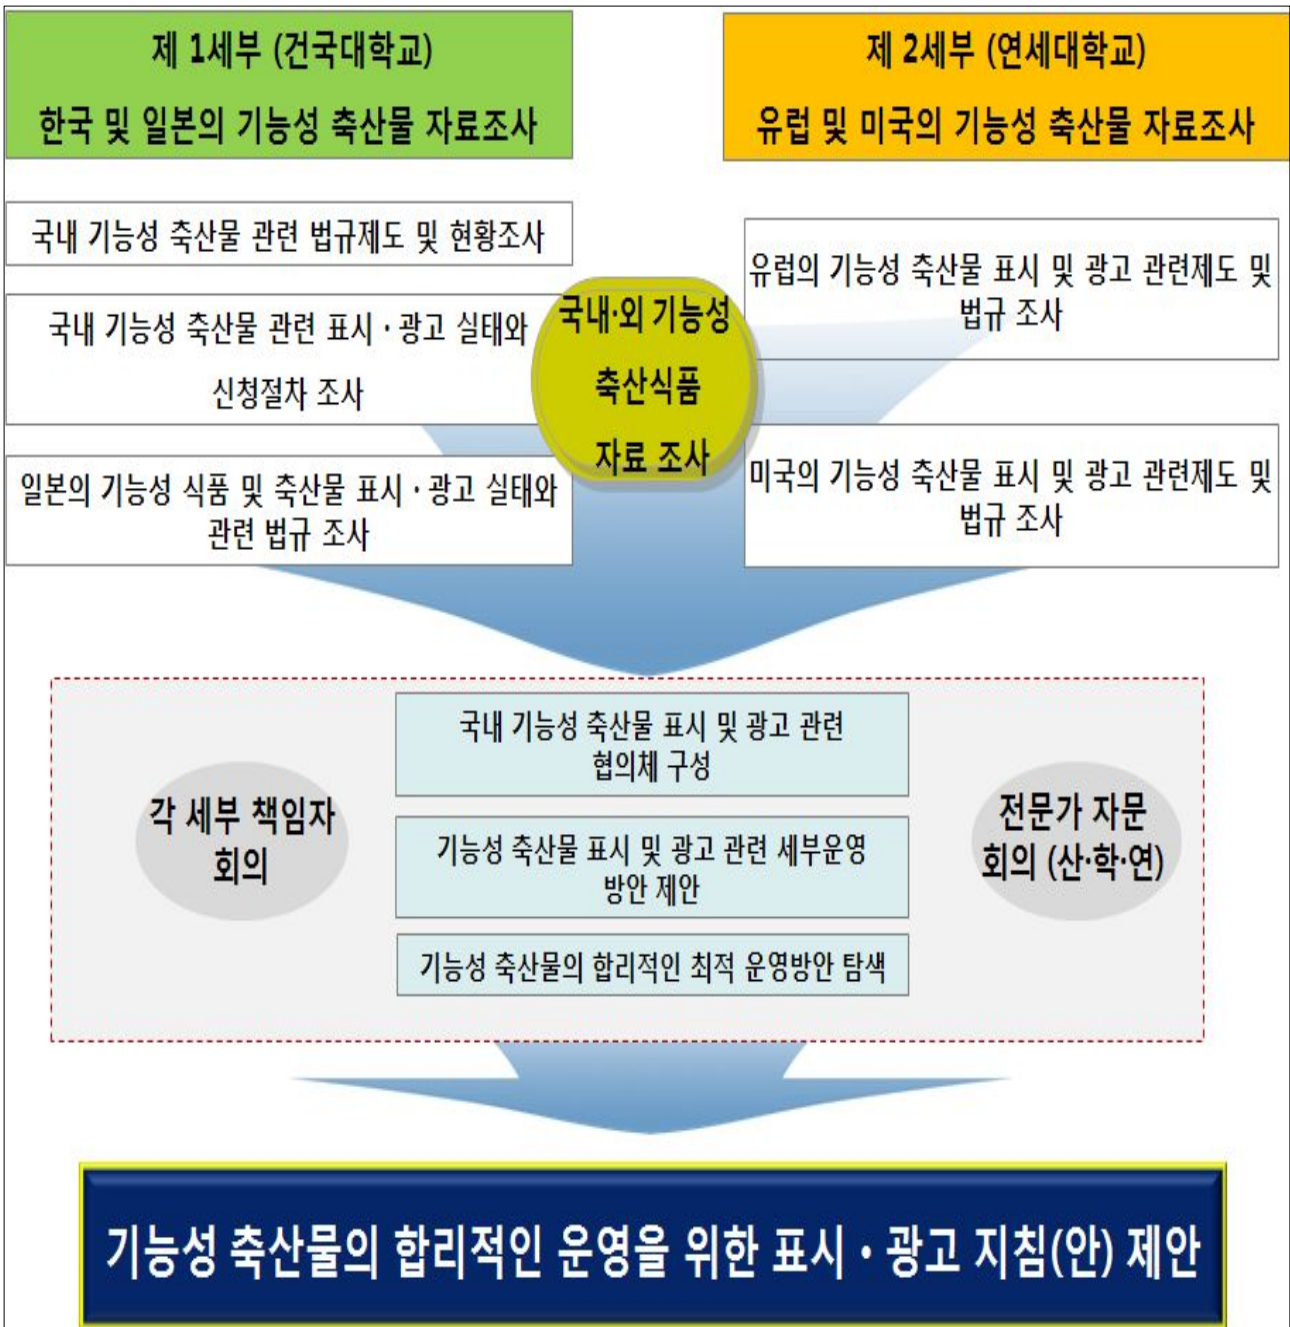 제 1세부 (건국대학교)
한국 및 일본의 기능성 축산물 자료조사
제 2세부 (연세대학교)
유럽 및 미국의 기능성 축산물 자료조사
국내 기능성 축산물 관련 법규제도 및 현황조사
국내 기능성 축산물 관련 표시・광고 실태와
신청절차 조사
일본의 기능성 식품 및 축산물 표시・광고 실태와
관련 법규 조사
국내·외 기능성
축산식품
자료 조사
유럽의 기능성 축산물 표시 및 광고 관련제도 및
법규 조사
미국의 기능성 축산물 표시 및 광고 관련제도 및
법규 조사
각 세부 책임자
회의
국내 기능성 축산물 표시 및 광고 관련
협의체 구성
기능성 축산물 표시 및 광고 관련 세부운영
방안 제안
기능성 축산물의 합리적인 최적 운영방안 탐색
전문가 자문
회의 (산·학·연)
기능성 축산물의 합리적인 운영을 위한 표시・광고 지침(안) 제안